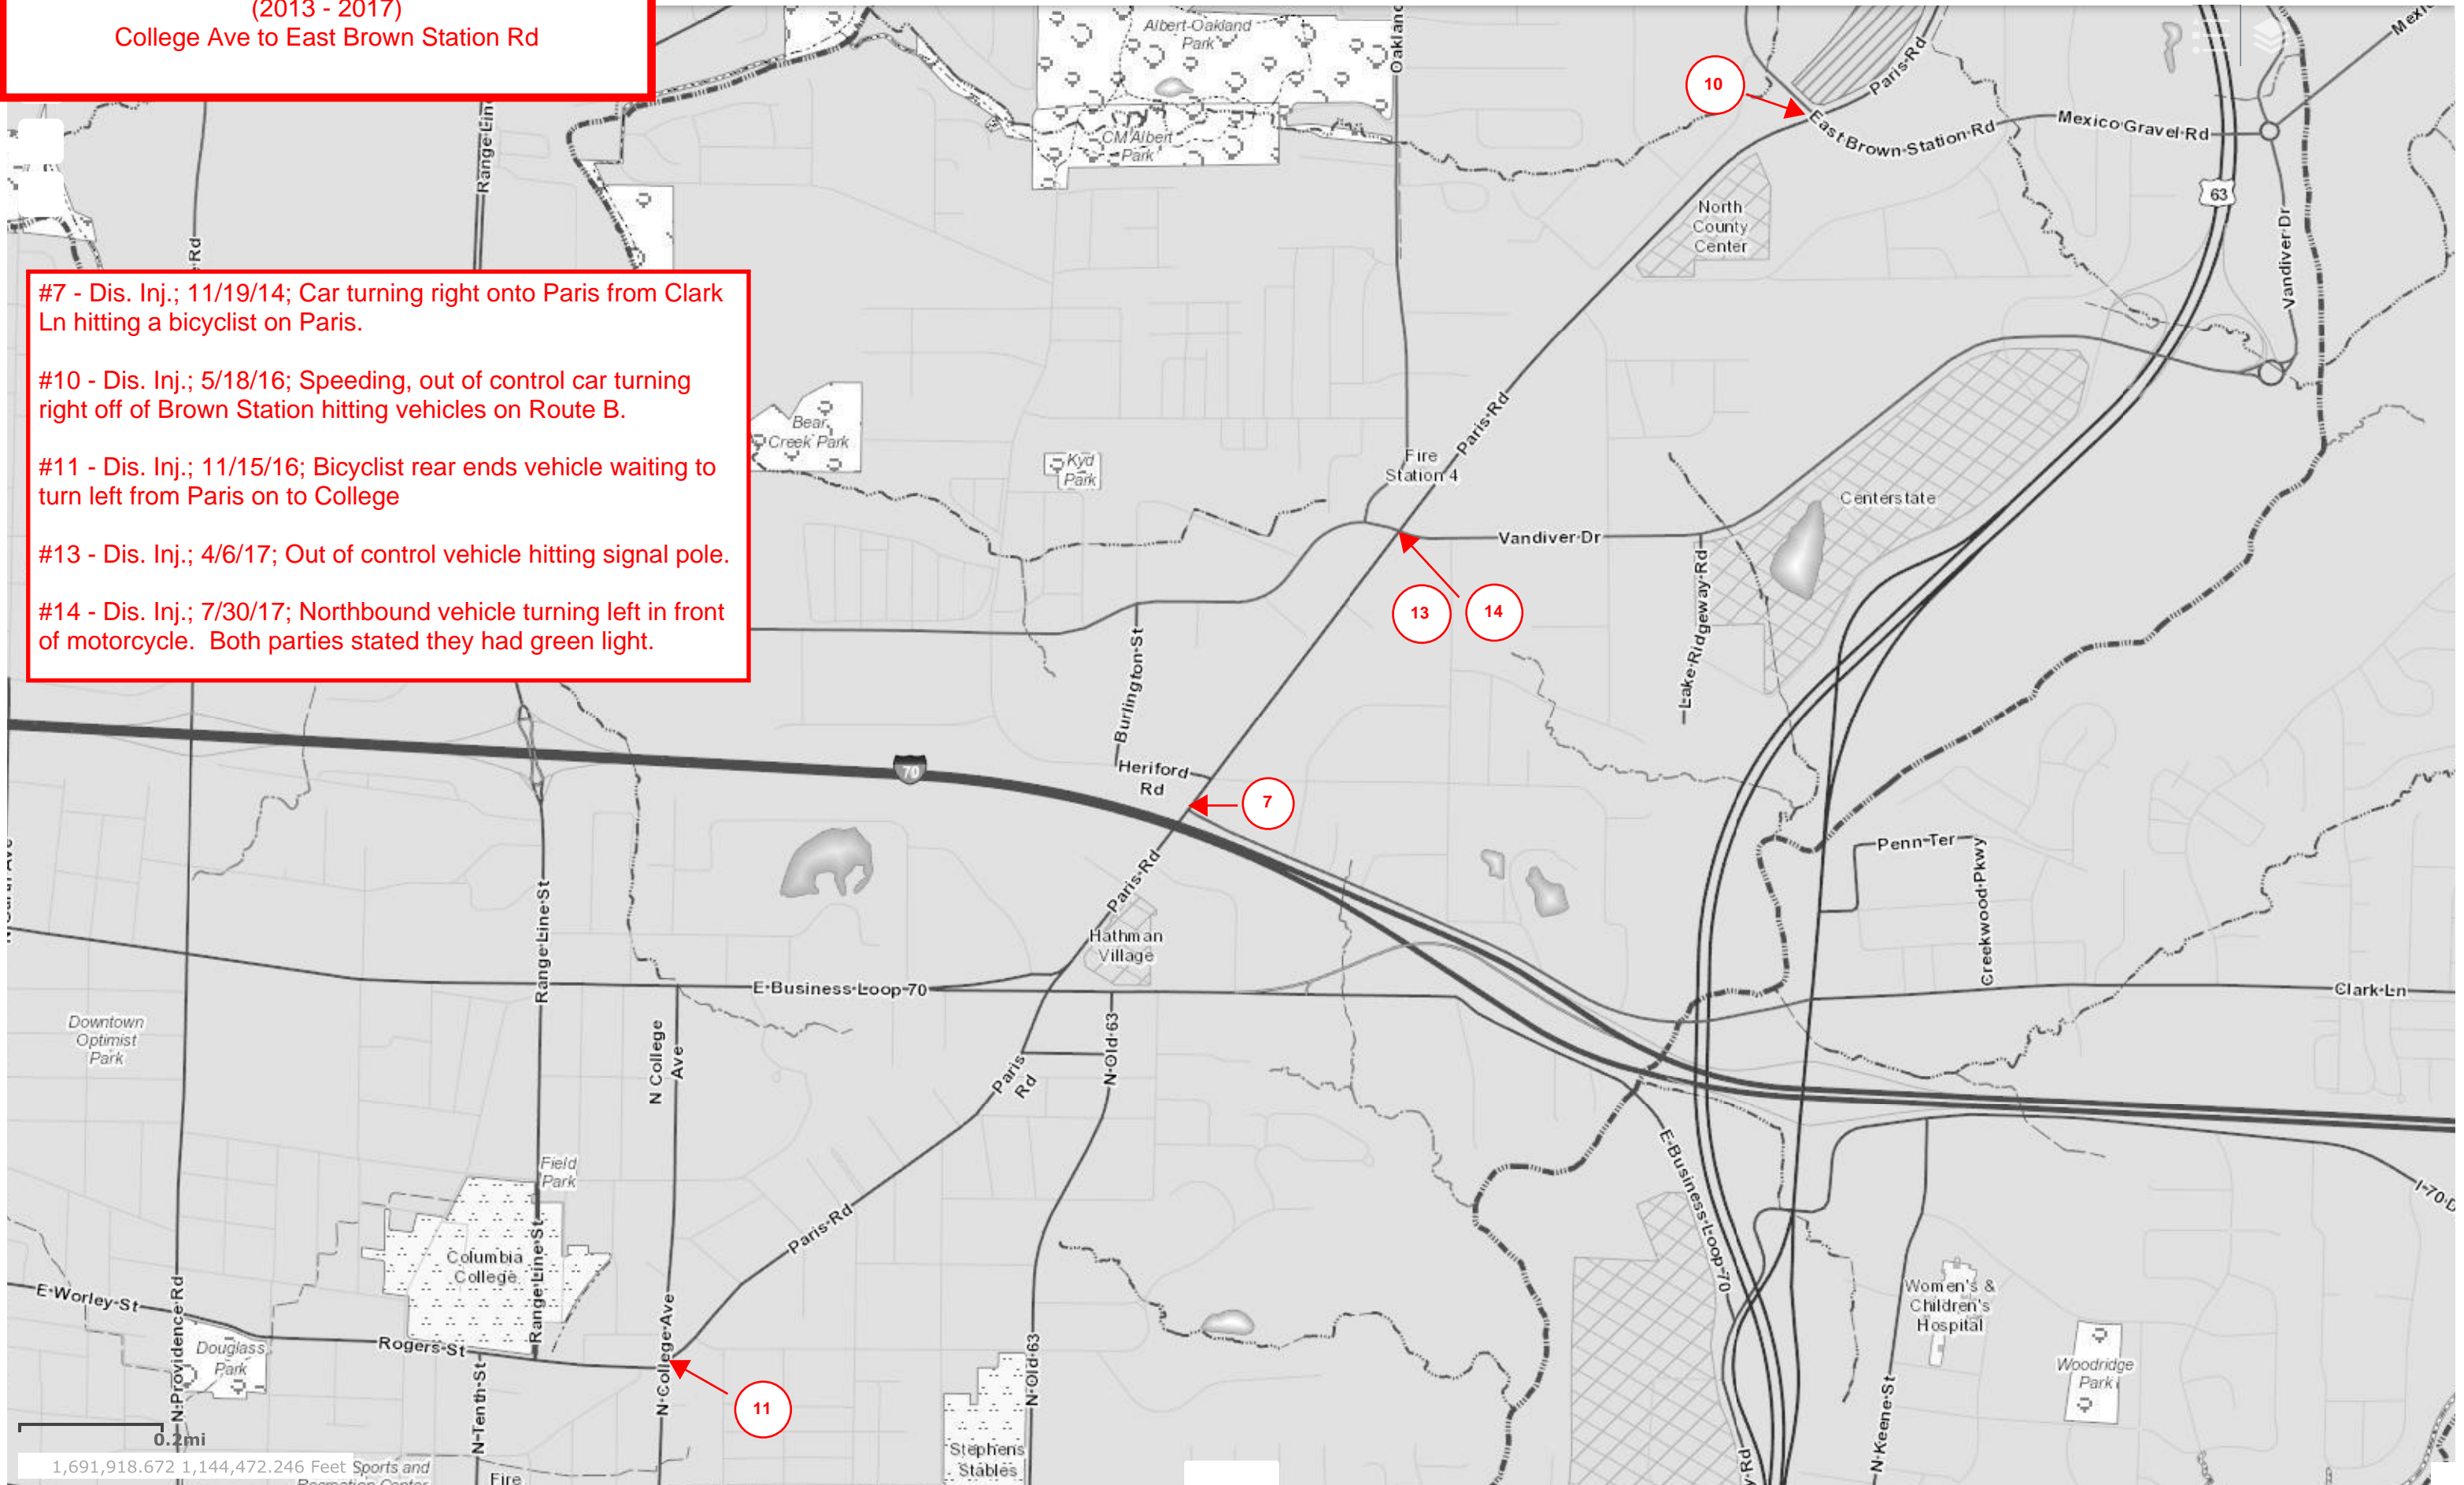 (2013 - 2017)
College Ave to East Brown Station Rd
#7 - Dis. Inj.; 11/19/14; Car turning right onto Paris from Clark
Ln hitting a bicyclist on Paris.
#10 - Dis. Inj.; 5/18/16; Speeding, out of control car turning
right off of Brown Station hitting vehicles on Route B.
#11 - Dis. Inj.; 11/15/16; Bicyclist rear ends vehicle waiting to
turn left from Paris on to College
#13 - Dis. Inj.; 4/6/17; Out of control vehicle hitting signal pole.
#14 - Dis. Inj.; 7/30/17; Northbound vehicle turning left in front
of motorcycle.  Both parties stated they had green light.
Albert-Oakland
Park
Oakland
CM Albert
Park
10
Paris Rd
East Brown Station Rd
Mexico Gravel Rd
63
North
County
Center
Vandiver Dr
Rd
Bear
Creek Park
Kyd
Park
Fire
Station 4
Paris Rd
Centerstate
Vandiver Dr
Lake Ridgeway Rd
13
14
Burlington St
Heriford
Rd
70
7
Paris Rd
Hathman
Village
Penn Ter
Creekwood Pkwy
Clark Ln
Range Line St
E Business Loop 70
Downtown
Optimist
Park
N College
Ave
Paris
Rd
N Old 63
Field
Park
Columbia
College
Range Line St
Paris Rd
E Business Loop 70
E Worley St
N Providence Rd
Douglass
Park
Rogers St
N Tenth St
N College Ave
11
N Old 63
Stephens
Stables
Women's &
Children's
Hospital
N Keene St
Woodridge
Park
0.2mi
1,691,918.672 1,144,472.246 Feet
Sports and
Fire